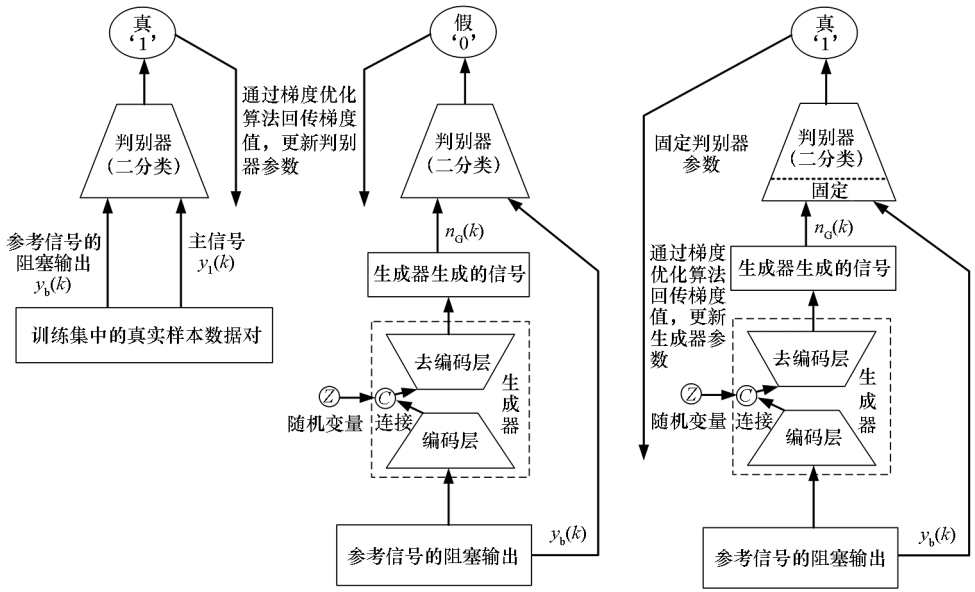 真
‘1’
判别器
(二分类)
参考信号的
阻塞输出
y_b(k)
主信号
y_1(k)
训练集中的真实样本数据对
通过梯度优化
算法回传梯度
值，更新判别
器参数
假
‘0’
判别器
(二分类)
n_G(k)
生成器生成的信号
去编码层
Z
C
随机变量
连接
编码层
生成器
参考信号的阻塞输出
y_b(k)
真
‘1’
固定判别器
参数
判别器
(二分类)
固定
n_G(k)
通过梯度
优化算法
回传梯度
值，更新
生成器参
数
生成器生成的信号
去编码层
Z
C
随机变量
连接
编码层
生成器
参考信号的阻塞输出
y_b(k)